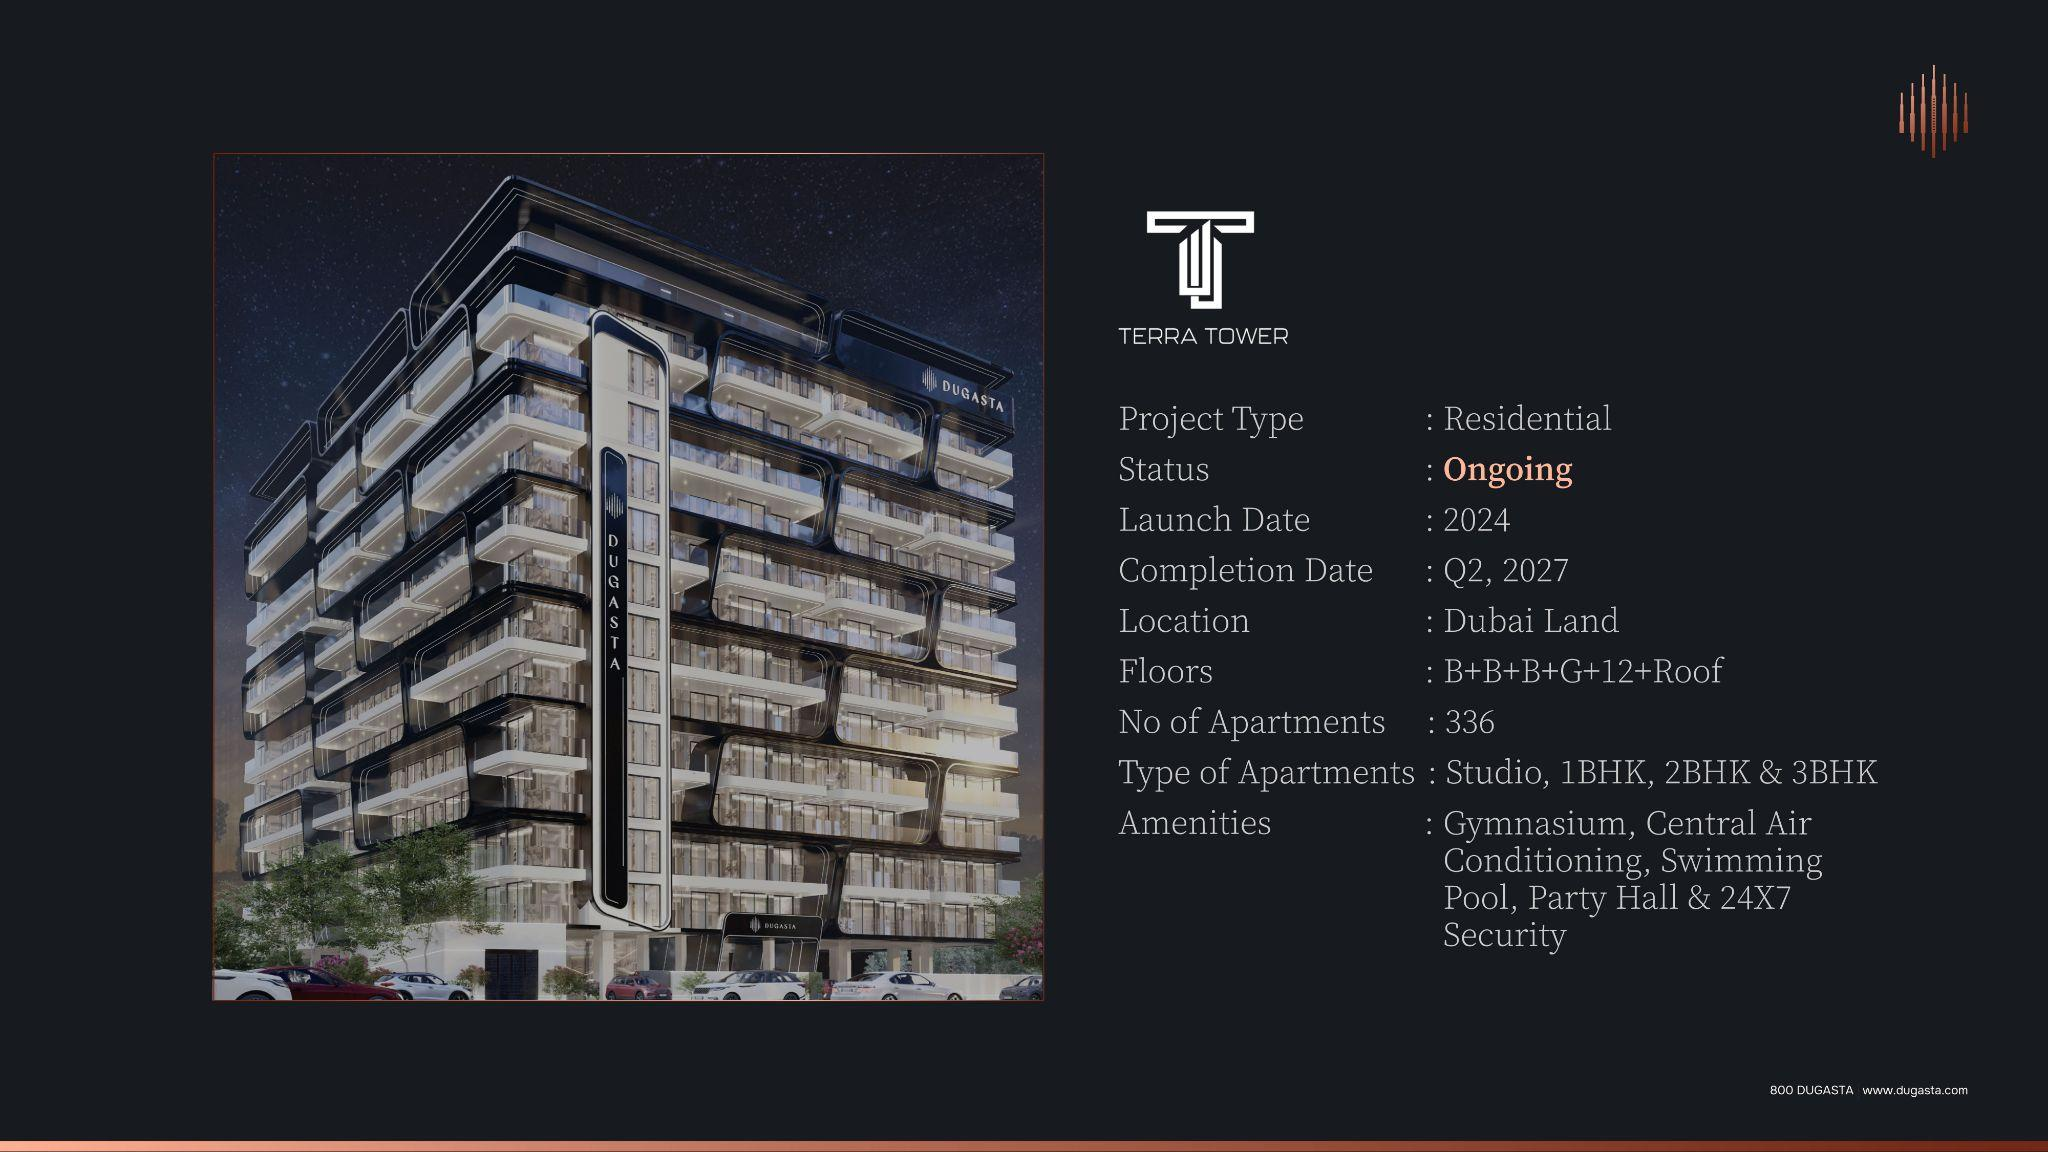 DUGASTA
DUGASTA
DUGASTA
TERRA TOWER
Project Type : Residential
Status : Ongoing
Launch Date : 2024
Completion Date : Q2, 2027
Location : Dubai Land
Floors : B+B+B+G+12+Roof
No of Apartments : 336
Type of Apartments : Studio, 1BHK, 2BHK & 3BHK
Amenities : Gymnasium, Central Air
Conditioning, Swimming
Pool, Party Hall & 24X7
Security
800 DUGASTA | www.dugasta.com